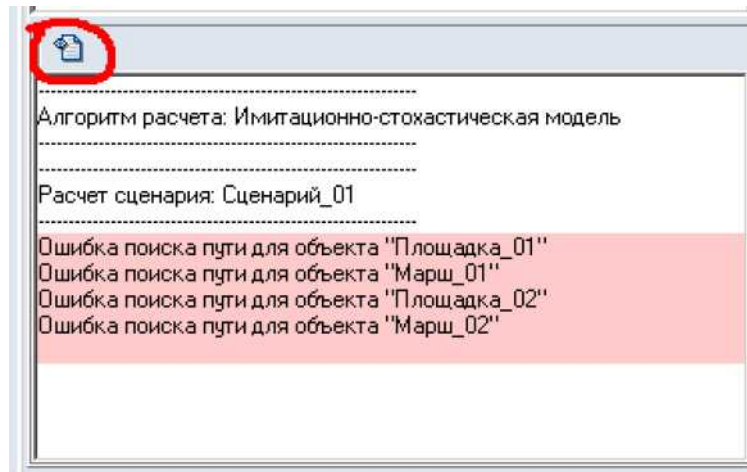 --------------------------------------------------------------
Алгоритм расчета: Имитационно-стохастическая модель
--------------------------------------------------------------
--------------------------------------------------------------
Расчет сценария: Сценарий_01
--------------------------------------------------------------
Ошибка поиска пути для объекта "Площадка_01"
Ошибка поиска пути для объекта "Марш_01"
Ошибка поиска пути для объекта "Площадка_02"
Ошибка поиска пути для объекта "Марш_02"